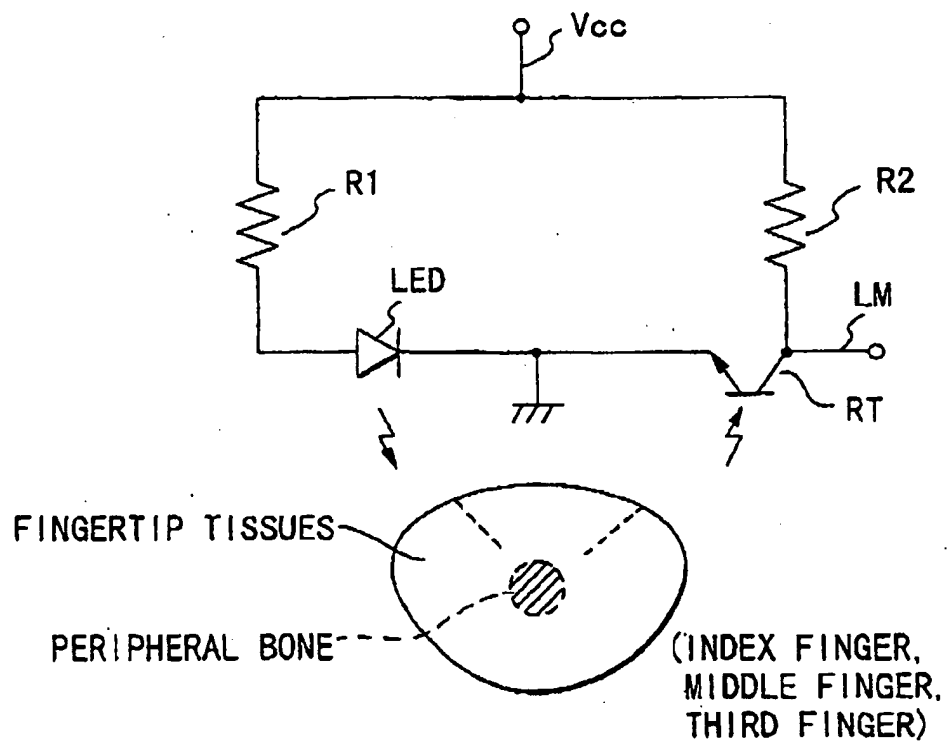 Vcc
R1
R2
LED
LM
RT
FINGERTIP TISSUES
PERIPHERAL BONE
(INDEX FINGER,
MIDDLE FINGER,
THIRD FINGER)